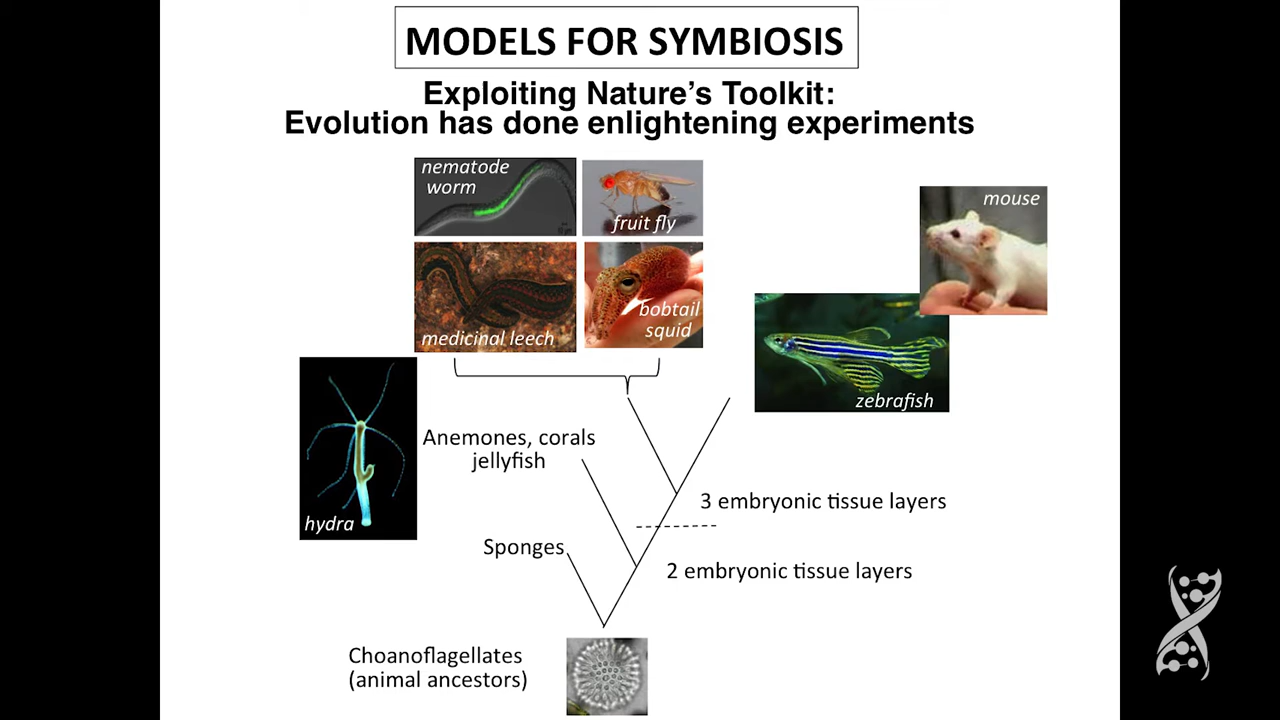 MODELS FOR SYMBIOSIS
Exploiting Nature's Toolkit:
Evolution has done enlightening experiments
nematode
worm
fruit fly
mouse
medicinal leech
bobtail
squid
zebrafish
hydra
Anemones, corals
jellyfish
3 embryonic tissue layers
Sponges
2 embryonic tissue layers
Choanoflagellates
(animal ancestors)